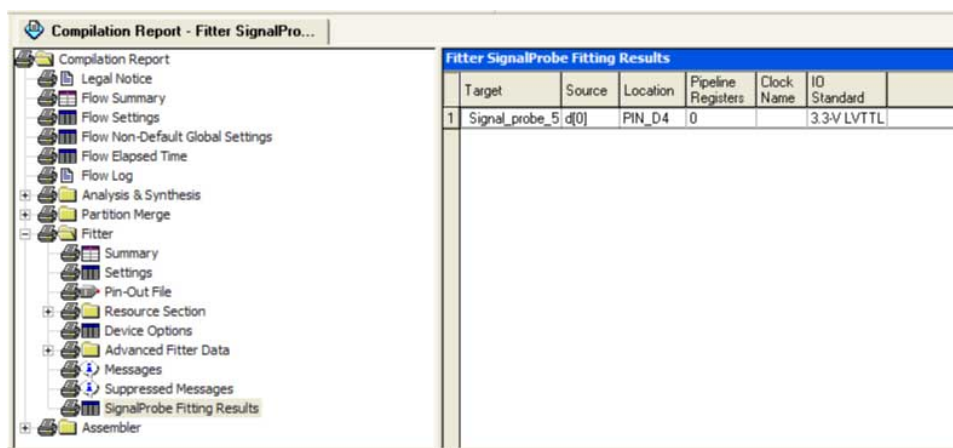 Compilation Report - Fitter SignalPro...
Compilation Report
Legal Notice
Flow Summary
Flow Settings
Flow Non-Default Global Settings
Flow Elapsed Time
Flow Log
Analysis & Synthesis
Partition Merge
Fitter
Summary
Settings
Pin-Out File
Resource Section
Device Options
Advanced Fitter Data
Messages
Suppressed Messages
SignalProbe Fitting Results
Assembler
Fitter SignalProbe Fitting Results
Target Source Location Pipeline Registers Clock Name IO Standard
1 Signal_probe_5 d[0] PIN_D4 0 3.3-V LVTTL